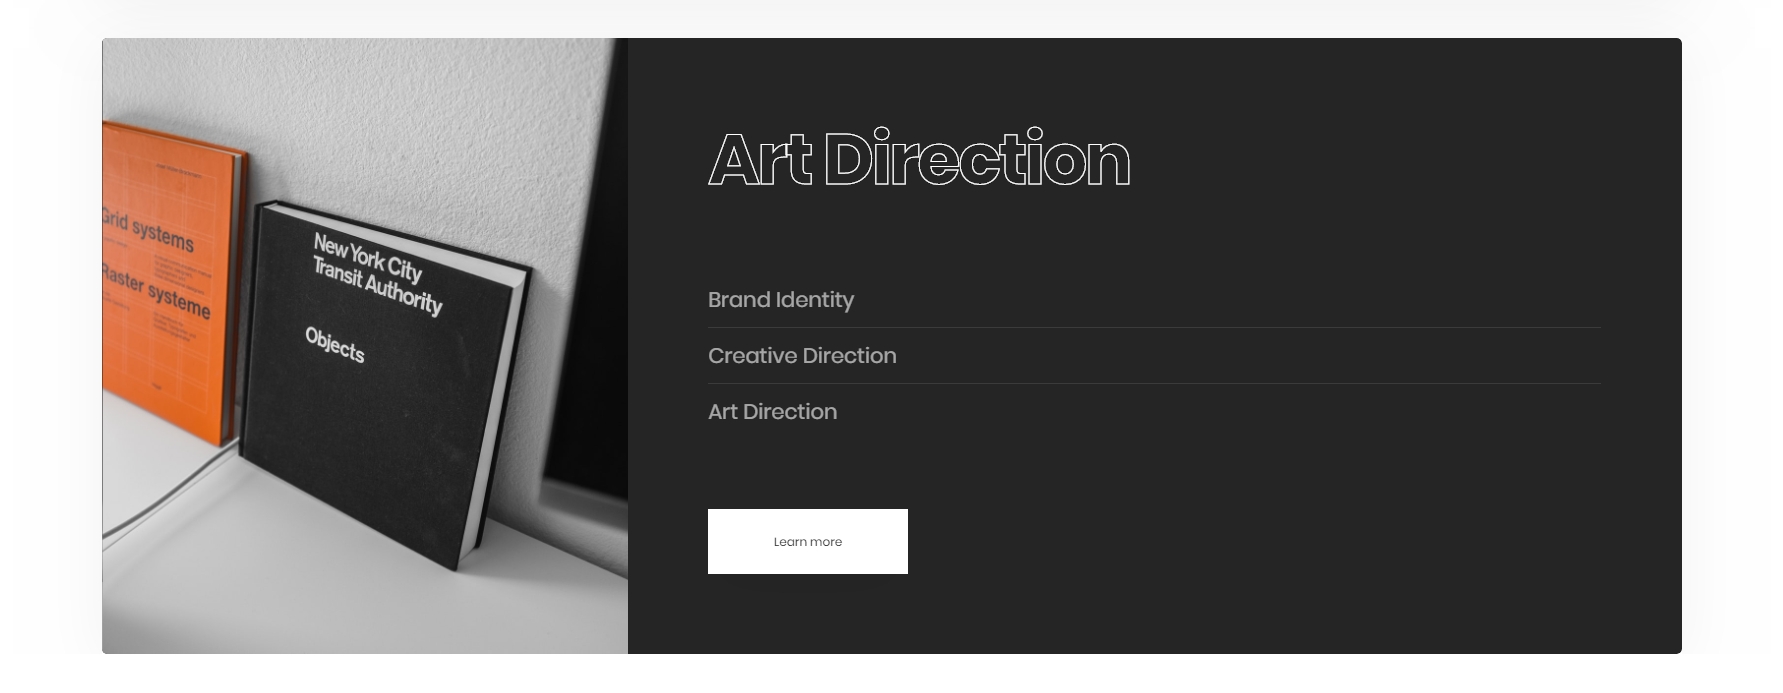 Grid systems
Raster systeme
New York City
Transit Authority
Objects
Art Direction
Brand Identity
Creative Direction
Art Direction
Learn more